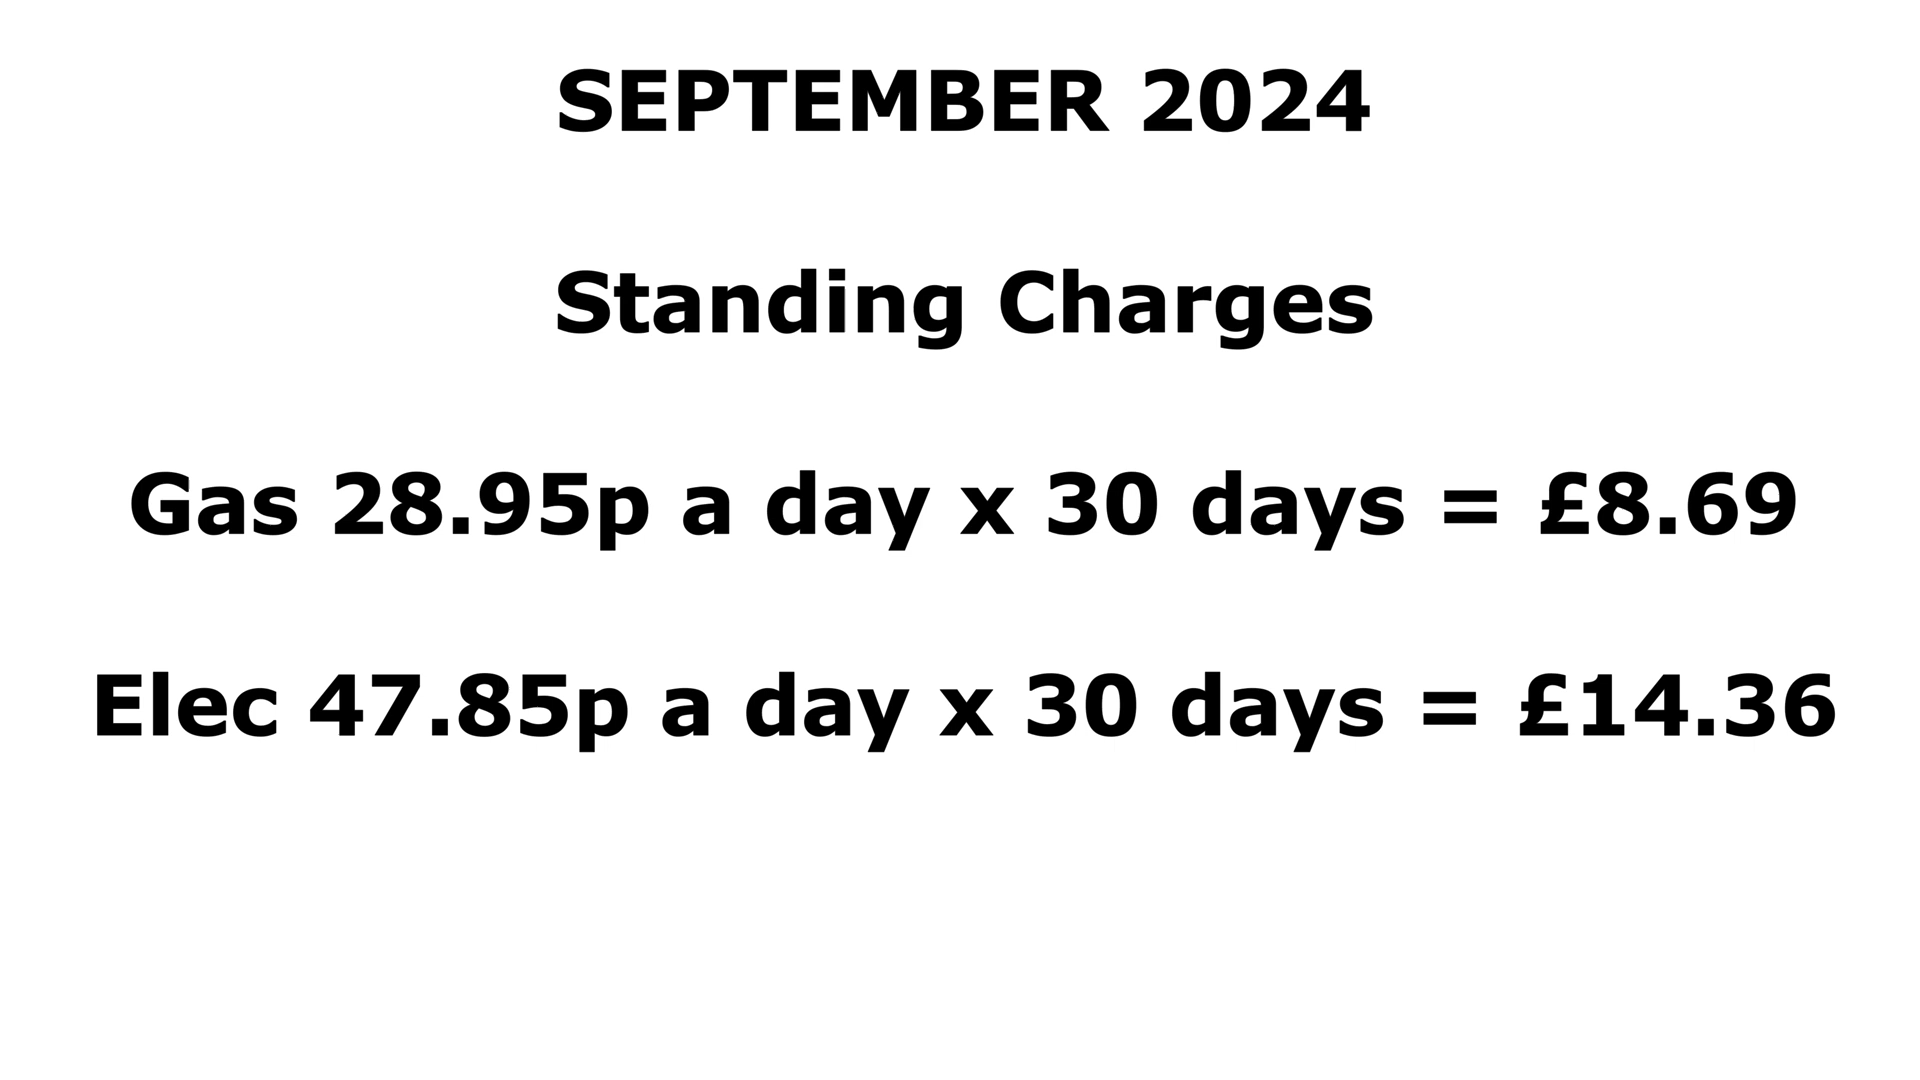 SEPTEMBER 2024
Standing Charges
Gas 28.95p a day x 30 days = £8.69
Elec 47.85p a day x 30 days = £14.36